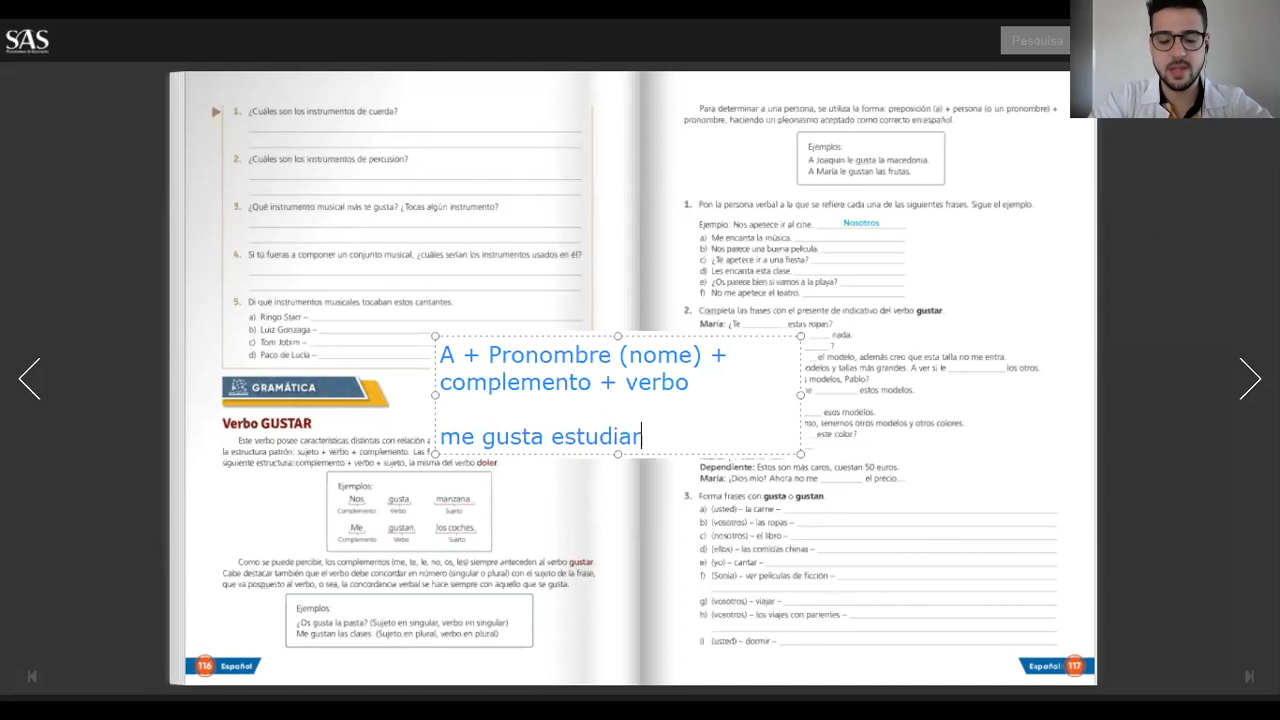 SAS
Pesquisa
1. ¿Cuáles son los instrumentos de cuerda?
2. ¿Cuáles son los instrumentos de percusión?
3. ¿Qué instrumento musical más te gusta? ¿Tocas algún instrumento?
4. Si tú fueras a componer un conjunto musical, ¿cuáles serían los instrumentos usados en él?
5. Di qué instrumentos musicales tocaban estos cantantes.
a) Ringo Starr –
b) Luiz Gonzaga –
c) Tom Jobim –
d) Paco de Lucía –
GRAMÁTICA
Verbo GUSTAR
Este verbo posee características distintas con relación a
la estructura patrón: sujeto + verbo + complemento. Las f
siguiente estructura: complemento + verbo + sujeto, la misma del verbo doler.
Ejemplos:
Nos gusta manzana.
Complemento Verbo Sujeto
Me gustan los coches.
Complemento Verbo Sujeto
Como se puede percibir, los complementos (me, te, le, no, os, les) siempre anteceden al verbo gustar.
Cabe destacar también que el verbo debe concordar en número (singular o plural) con el sujeto de la frase,
que va pospuesto al verbo, o sea, la concordancia verbal se hace siempre con aquello que se gusta.
Ejemplos:
¿Os gusta la pasta? (Sujeto en singular, verbo en singular)
Me gustan las clases. (Sujeto en plural, verbo en plural)
116 Español
A + Pronombre (nome) +
complemento + verbo
me gusta estudiar
Para determinar a una persona, se utiliza la forma: preposición (a) + persona (o un pronombre) +
pronombre, haciendo un pleonasmo aceptado como correcto en español.
Ejemplos:
A Joaquín le gusta la macedonia.
A María le gustan las frutas.
1. Pon la persona verbal a la que se refiere cada una de las siguientes frases. Sigue el ejemplo.
Ejemplo: Nos apetece ir al cine. Nosotros
a) Me encanta la música.
b) Nos parece una buena película.
c) ¿Te apetece ir a una fiesta?
d) Les encanta esta clase.
e) ¿Os parece bien si vamos a la playa?
f) No me apetece el teatro.
2. Completa las frases con el presente de indicativo del verbo gustar.
María: ¿Te estas ropas?
nada.
?
el modelo, además creo que esta talla no me entra.
odelos y tallas más grandes. A ver si le los otros.
s modelos, Pablo?
estos modelos.
esos modelos.
mo, tenemos otros modelos y otros colores.
este color?
Dependiente: Estos son más caros, cuestan 50 euros.
María: ¡Dios mío! Ahora no me el precio...
3. Forma frases con gusta o gustan.
a) (usted) – la carne –
b) (vosotros) – las ropas –
c) (nosotros) – el libro –
d) (ellos) – las comidas chinas –
e) (yo) – cantar –
f) (Sonia) – ver películas de ficción –
g) (vosotros) – viajar –
h) (vosotros) – los viajes con parientes –
i) (usted) – dormir –
Español 117